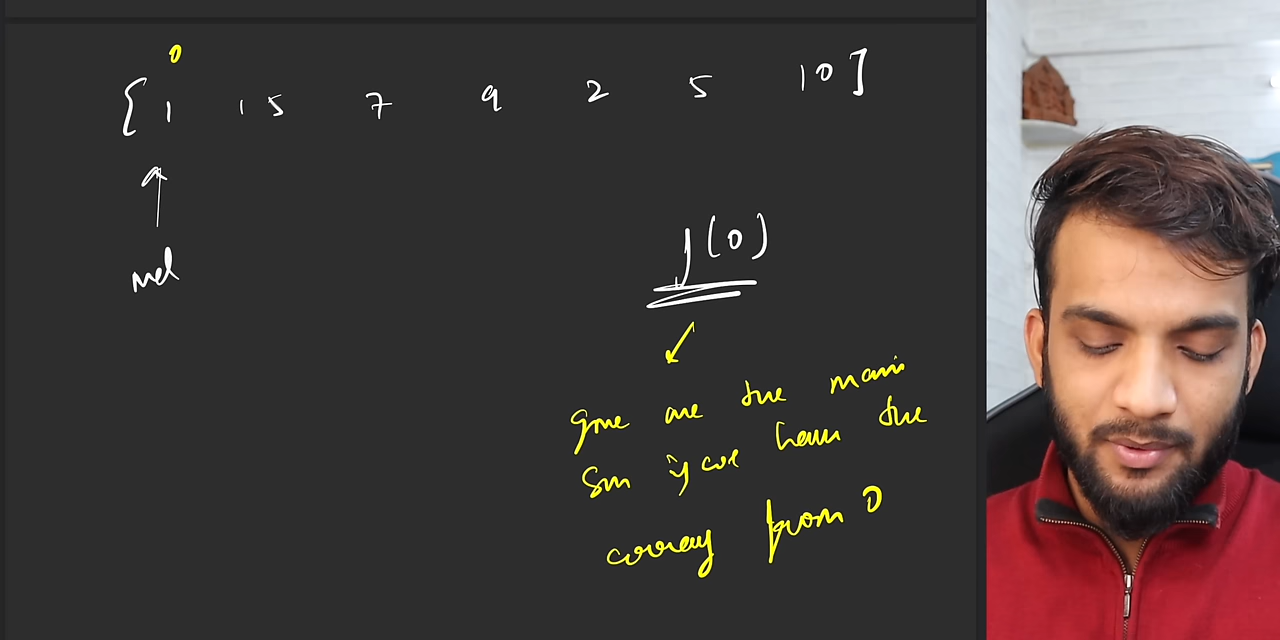 0
{ 1 15 7 9 2 5 10 ]
ind
f(0)
give me the maxi
sum if we have the
array from 0